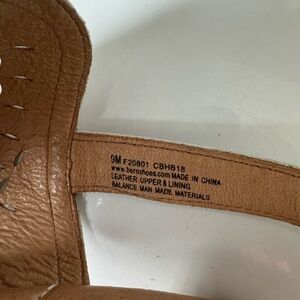 9M F20801 CBHB18
www.bornshoes.com MADE IN CHINA
LEATHER UPPER & LINING
BALANCE MAN MADE MATERIALS